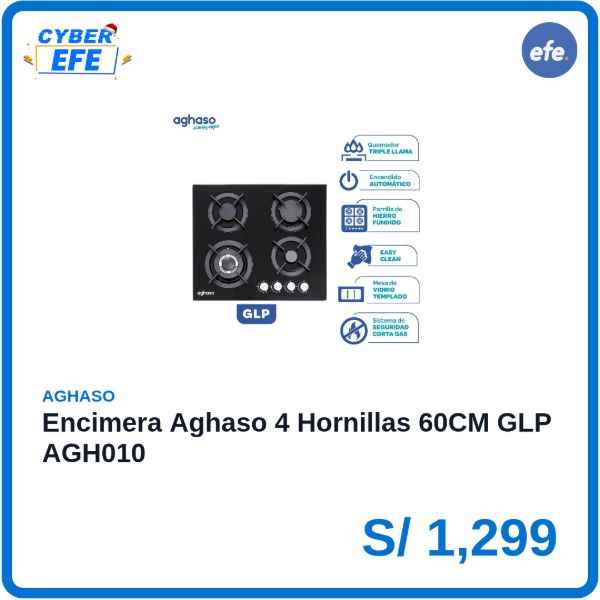 CYBER
EFE
efe.
aghaso
Quemador
TRIPLE LLAMA
Encendido
AUTOMÁTICO
Parrilla de
HIERRO
FUNDIDO
EASY
CLEAN
Mesa de
VIDRIO
TEMPLADO
Sistema de
SEGURIDAD
CORTA GAS
aghaso
GLP
AGHASO
Encimera Aghaso 4 Hornillas 60CM GLP
AGH010
S/ 1,299